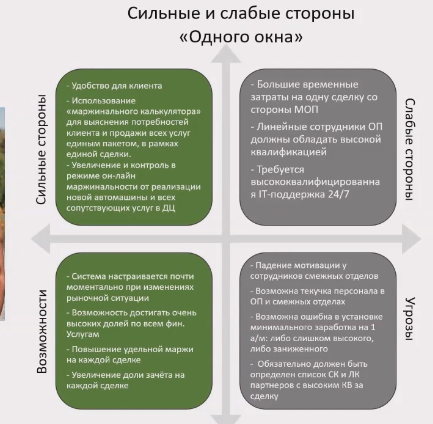 Сильные и слабые стороны
«Одного окна»
Сильные стороны
- Удобство для клиента
- Использование
«маржинального калькулятора»
для выяснения потребностей
клиента и продажи всех услуг
единым пакетом, в рамках
единой сделки.
- Увеличение и контроль в
режиме он-лайн
маржинальности от реализации
новой автомашины и всех
сопутствующих услуг в ДЦ
- Большие временные
затраты на одну сделку со
стороны МОП
- Линейные сотрудники ОП
должны обладать высокой
квалификацией
- Требуется
высококвалифицированна
я IT-поддержка 24/7
Слабые стороны
Возможности
- Система настраивается почти
моментально при изменениях
рыночной ситуации
- Возможность достигать очень
высоких долей по всем фин.
Услугам
- Повышение удельной маржи
на каждой сделке
- Увеличение доли зачёта на
каждой сделке
- Падение мотивации у
сотрудников смежных отделов
- Возможна текучка персонала в
ОП и смежных отделах
- Возможна ошибка в установке
минимального заработка на 1
а/м: либо слишком высокого,
либо заниженного
- Обязательно должен быть
определен список СК и ЛК
партнеров с высоким КВ за
сделку
Угрозы